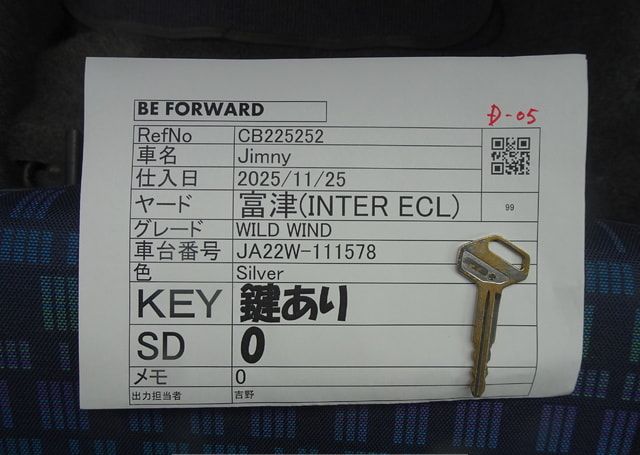 BE FORWARD
D-05
RefNo CB225252
車名 Jimny
仕入日 2025/11/25
ヤード 富津(INTER ECL) 99
グレード WILD WIND
車台番号 JA22W-111578
色 Silver
KEY 鍵あり
SD 0
メモ 0
出力担当者 吉野